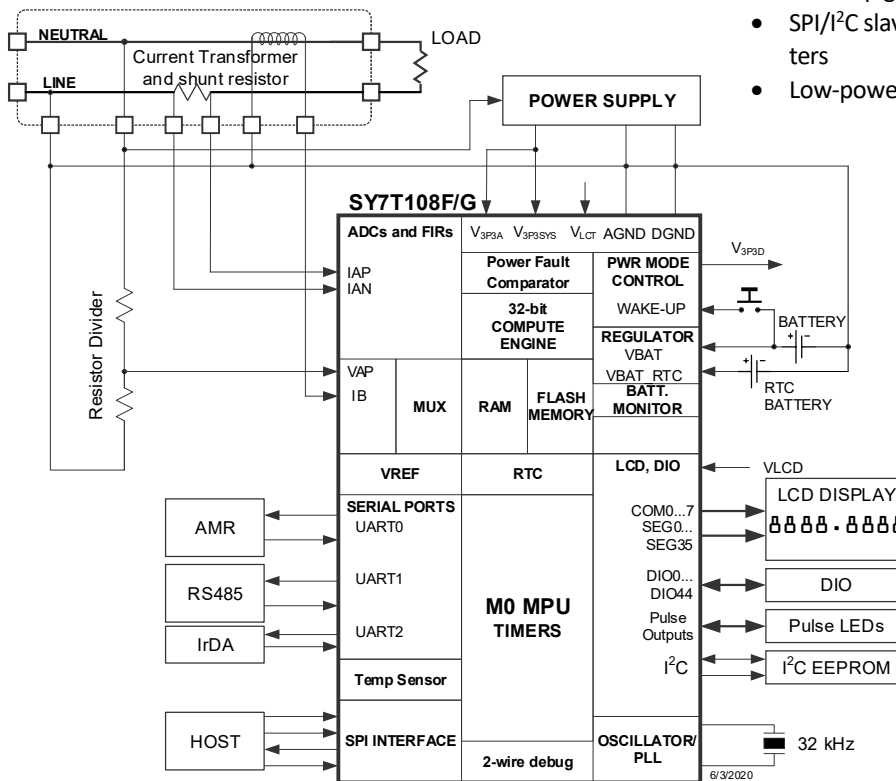 • SPI/I²C slav
ters
• Low-powe
NEUTRAL
LOAD
Current Transformer
and shunt resistor
LINE
POWER SUPPLY
SY7T108F/G
ADCs and FIRs
V3P3A V3P3SYS VLCT AGND DGND
V3P3D
Power Fault
Comparator
PWR MODE
CONTROL
IAP
IAN
WAKE-UP
32-bit
COMPUTE
ENGINE
BATTERY
+ −
REGULATOR
VBAT
Resistor Divider
VAP
VBAT_RTC
+ −
RTC
BATTERY
IB
MUX
RAM
FLASH
MEMORY
BATT.
MONITOR
VREF
RTC
LCD, DIO
VLCD
SERIAL PORTS
LCD DISPLAY
AMR
UART0
COM0...7
SEG0...
SEG35
RS485
UART1
M0 MPU
TIMERS
DIO0...
DIO44
DIO
IrDA
UART2
Pulse
Outputs
Pulse LEDs
I²C
I²C EEPROM
Temp Sensor
HOST
SPI INTERFACE
OSCILLATOR/
PLL
32 kHz
2-wire debug
6/3/2020